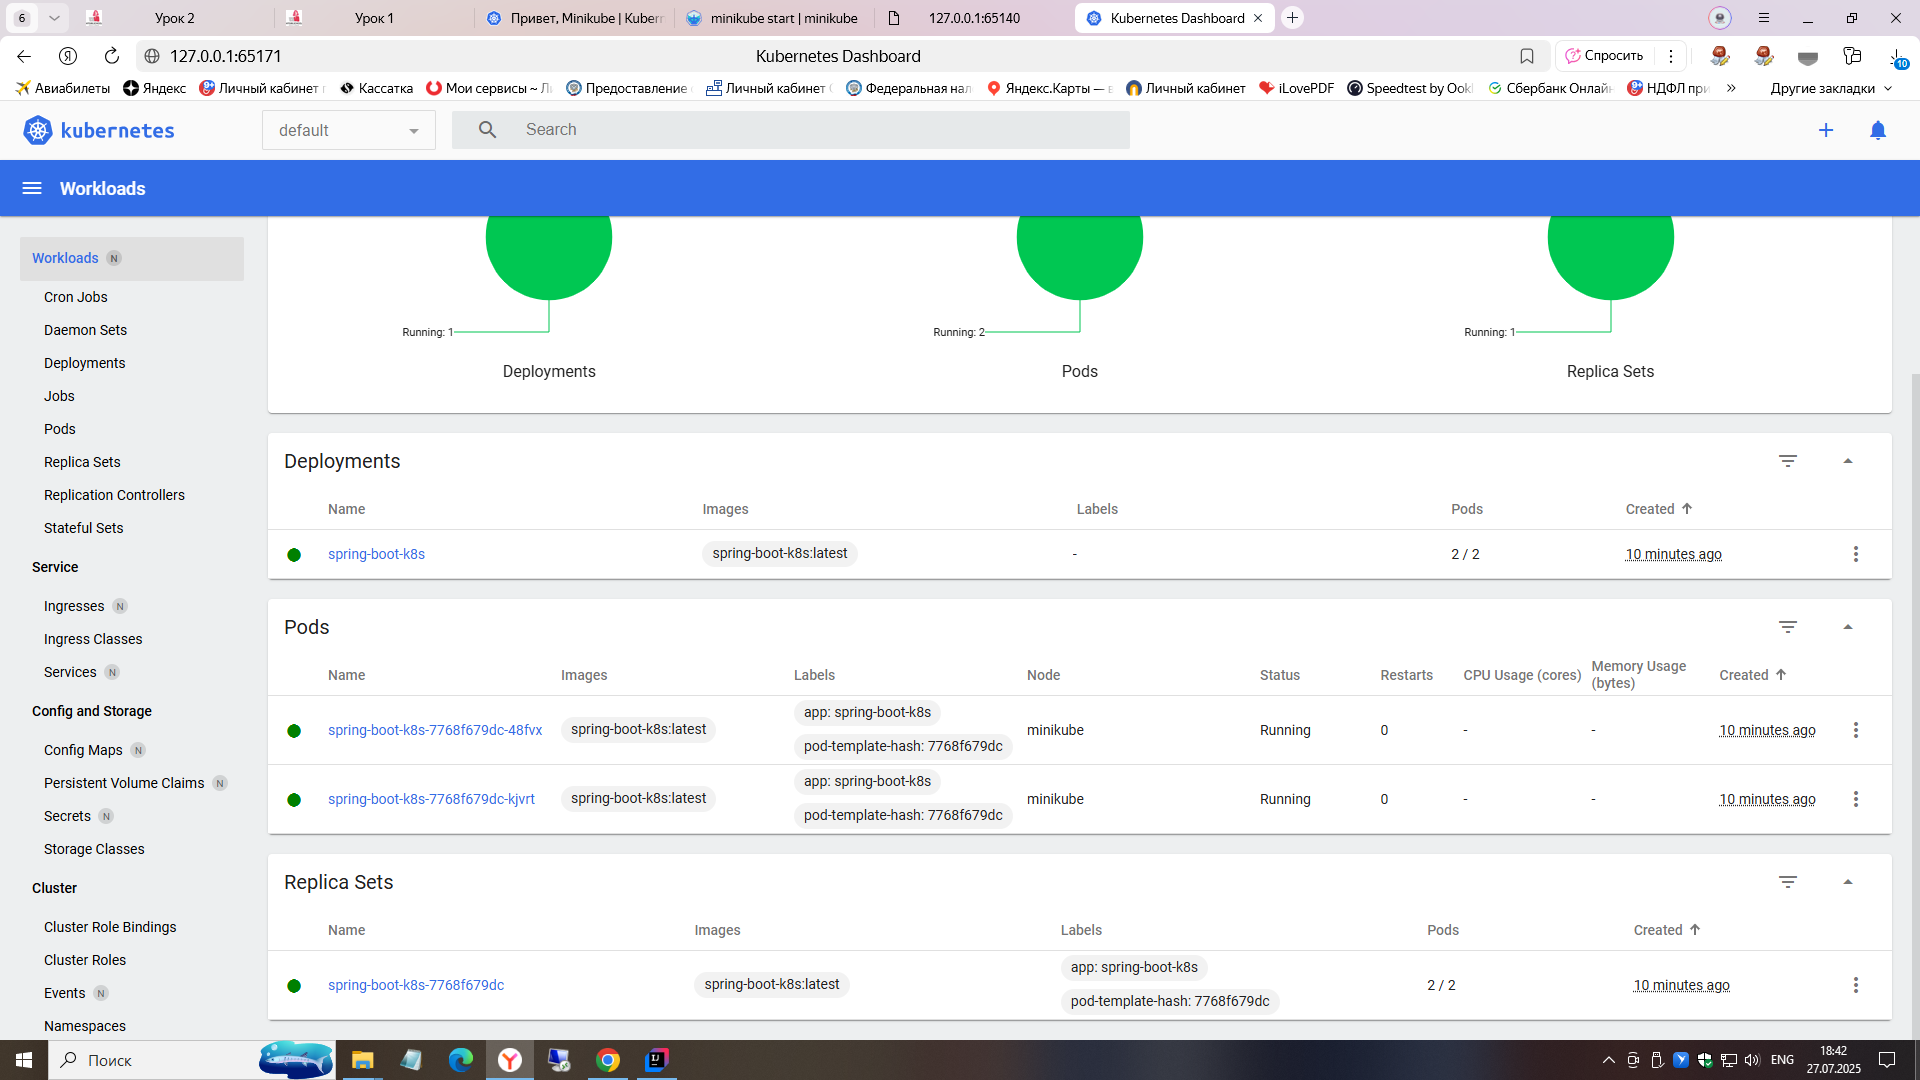 6
Урок 2
Урок 1
Привет, Minikube | Kubern
minikube start | minikube
127.0.0.1:65140
Kubernetes Dashboard
127.0.0.1:65171
Kubernetes Dashboard
Спросить
10
Авиабилеты
Яндекс
Личный кабинет
Кассатка
Мои сервисы ~ Л
Предоставление
Личный кабинет
Федеральная нал
Яндекс.Карты — в
Личный кабинет
iLovePDF
Speedtest by Ookl
Сбербанк Онлайн
НДФЛ при
Другие закладки
kubernetes
default
Search
Workloads
Workloads N
Cron Jobs
Daemon Sets
Deployments
Jobs
Pods
Replica Sets
Replication Controllers
Stateful Sets
Service
Ingresses N
Ingress Classes
Services N
Config and Storage
Config Maps N
Persistent Volume Claims N
Secrets N
Storage Classes
Cluster
Cluster Role Bindings
Cluster Roles
Events N
Namespaces
Running: 1
Running: 2
Running: 1
Deployments
Pods
Replica Sets
Deployments
Name Images Labels Pods Created
spring-boot-k8s spring-boot-k8s:latest - 2 / 2 10 minutes ago
Pods
Name Images Labels Node Status Restarts CPU Usage (cores) Memory Usage (bytes) Created
spring-boot-k8s-7768f679dc-48fvx spring-boot-k8s:latest app: spring-boot-k8s minikube Running 0 - - 10 minutes ago
pod-template-hash: 7768f679dc
spring-boot-k8s-7768f679dc-kjvrt spring-boot-k8s:latest app: spring-boot-k8s minikube Running 0 - - 10 minutes ago
pod-template-hash: 7768f679dc
Replica Sets
Name Images Labels Pods Created
spring-boot-k8s-7768f679dc spring-boot-k8s:latest app: spring-boot-k8s 2 / 2 10 minutes ago
pod-template-hash: 7768f679dc
Поиск
ENG
18:42
27.07.2025